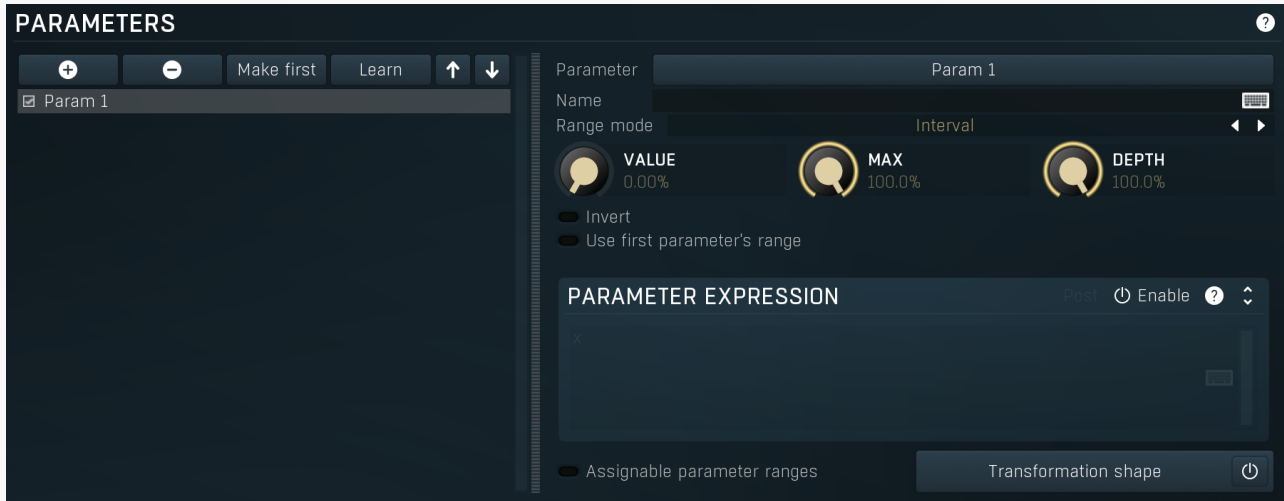 PARAMETERS
?
Make first
Learn
Param 1
Parameter
Param 1
Name
Range mode
Interval
VALUE
0.00%
MAX
100.0%
DEPTH
100.0%
Invert
Use first parameter's range
PARAMETER EXPRESSION
Post
Enable
?
x
Assignable parameter ranges
Transformation shape